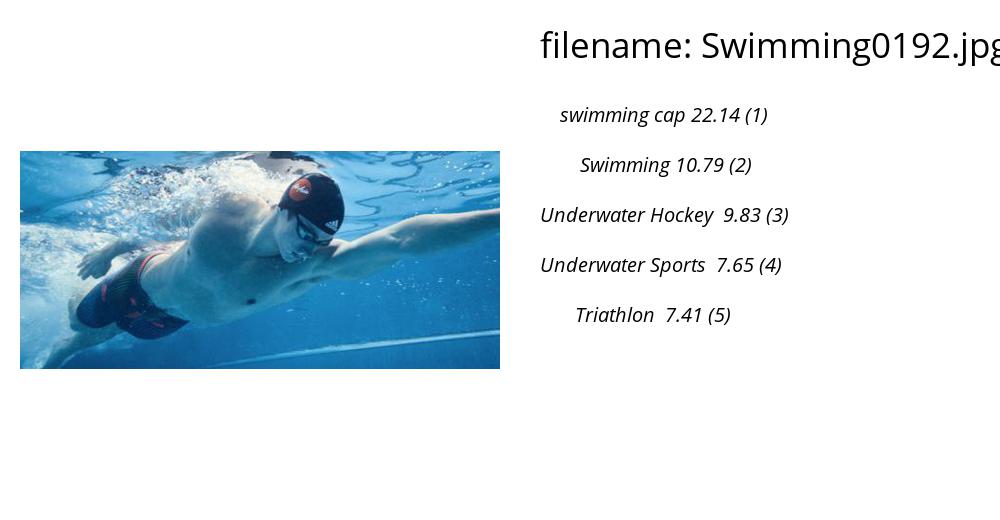 filename: Swimming0192.jpg
swimming cap 22.14 (1)
Swimming 10.79 (2)
Underwater Hockey 9.83 (3)
Underwater Sports 7.65 (4)
Triathlon 7.41 (5)